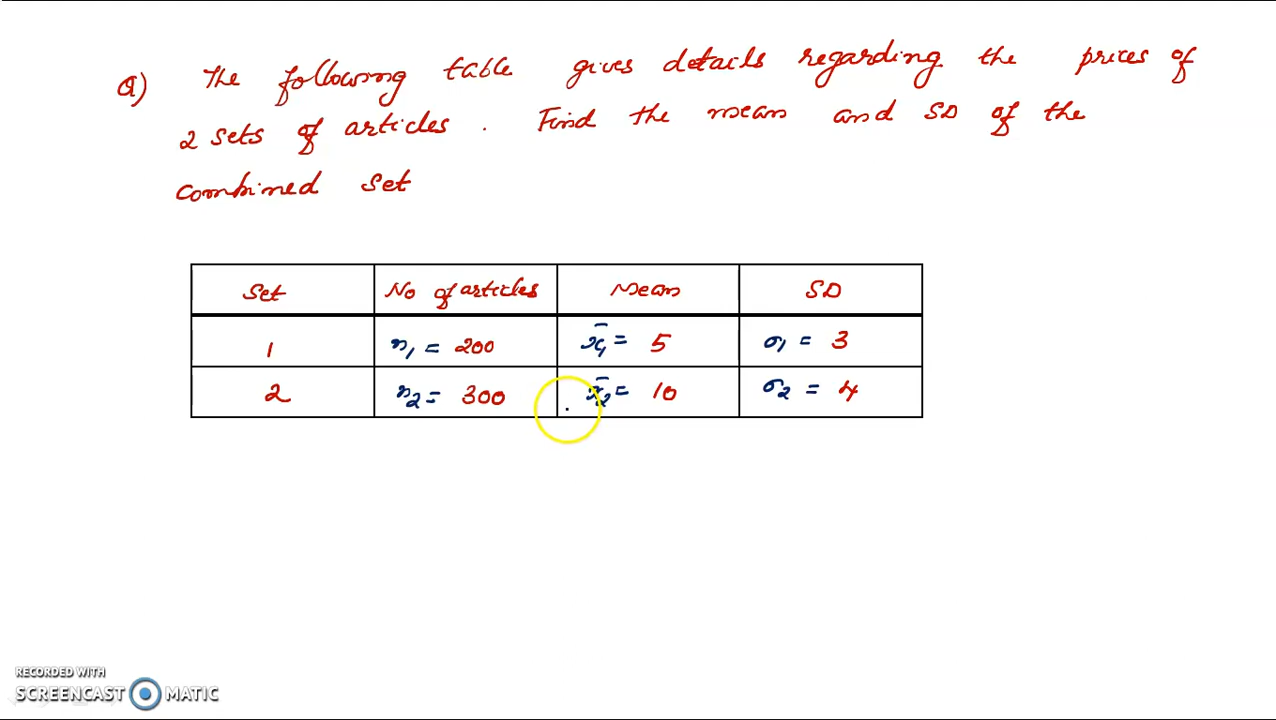 Q) The following table gives details regarding the prices of
2 sets of articles . Find the mean and SD of the
combined set
Set No of articles Mean SD
1 n₁ = 200 x̄₁ = 5 σ₁ = 3
2 n₂ = 300 x̄₂ = 10 σ₂ = 4
RECORDED WITH
SCREENCAST MATIC